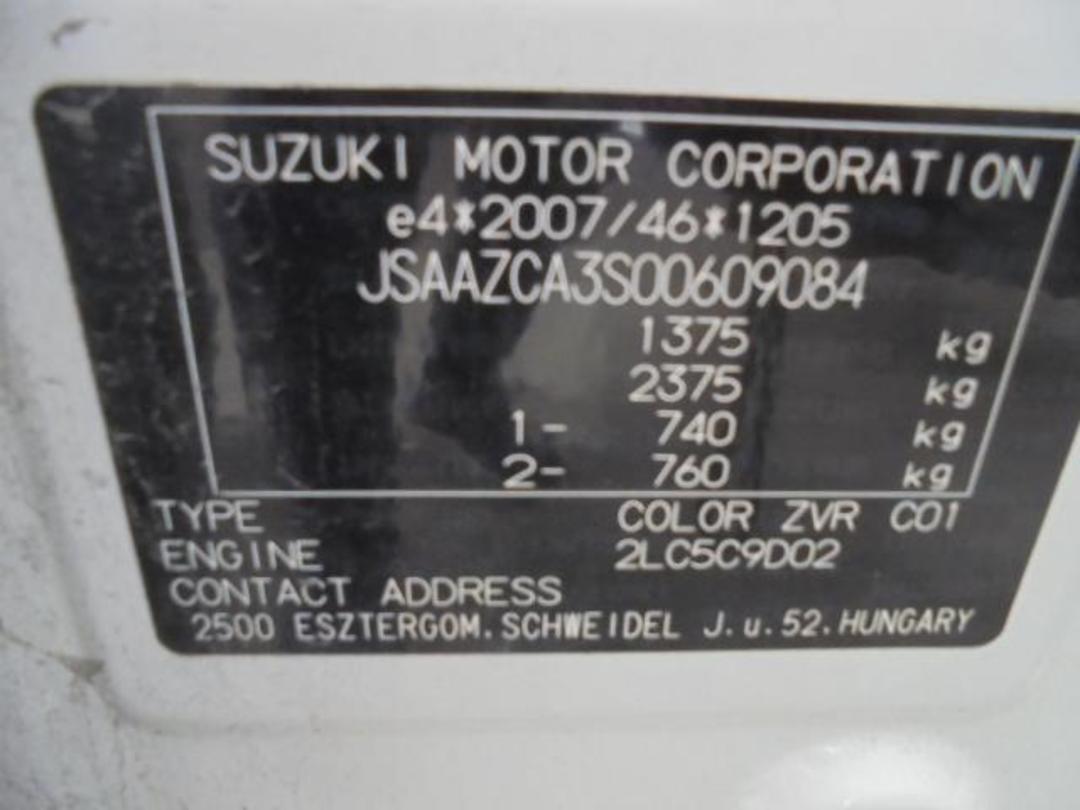 SUZUKI MOTOR CORPORATION
e4*2007/46*1205
JSAAZCA3S00609084
1375 kg
2375 kg
1- 740 kg
2- 760 kg
TYPE COLOR ZVR C01
ENGINE 2LC5C9D02
CONTACT ADDRESS
2500 ESZTERGOM. SCHWEIDEL J. u. 52. HUNGARY